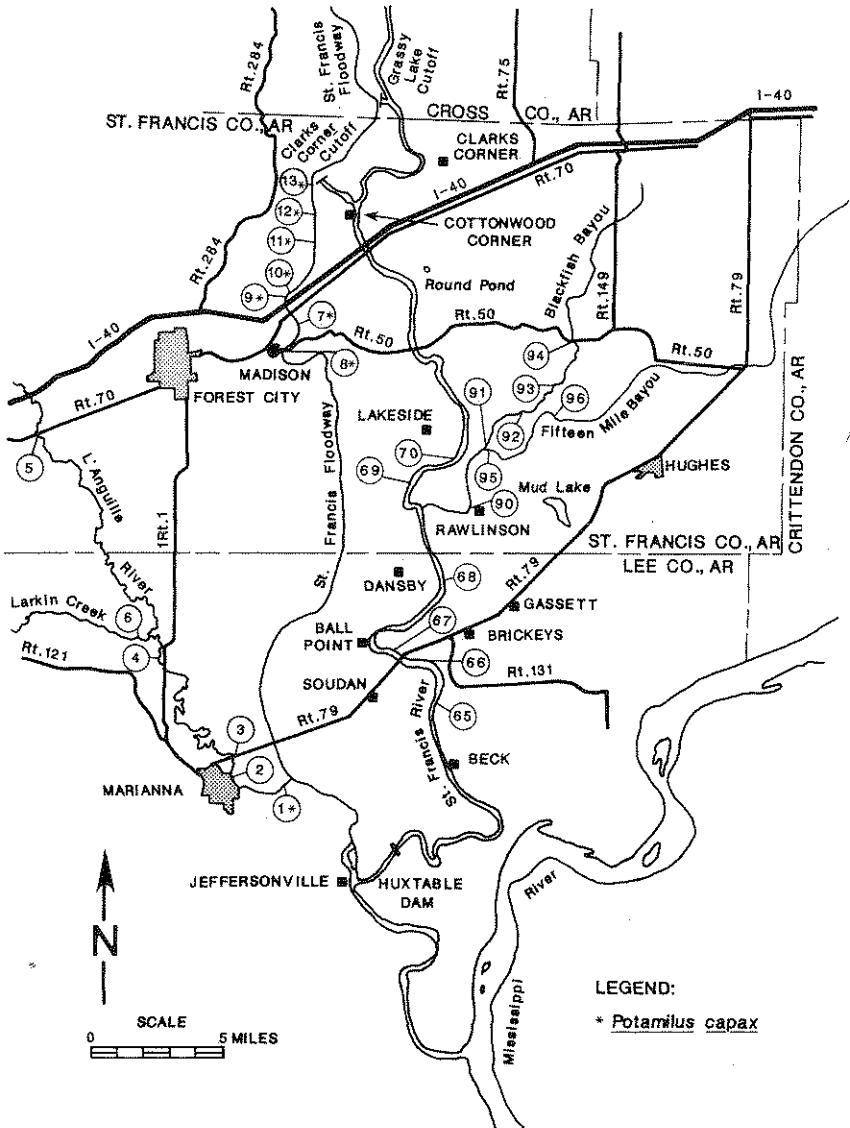 Rt.284
St. Francis
Floodway
Grassy
Lake
Cutoff
Rt.75
I-40
ST. FRANCIS CO., AR
CROSS CO., AR
Clarks
Corner
Cutoff
CLARKS
CORNER
13*
I-40
Rt.70
12*
COTTONWOOD
CORNER
11*
Rt.284
10*
Round Pond
Blackfish Bayou
Rt.149
Rt.79
9*
7*
I-40
Rt.50
Rt.50
94
MADISON
8*
Rt.50
FOREST CITY
Rt.70
93
91
96
CRITTENDON CO., AR
LAKESIDE
92
Fifteen Mile Bayou
5
L'Anguilla
River
70
69
95
HUGHES
St. Francis Floodway
Mud Lake
90
1Rt.1
RAWLINSON
ST. FRANCIS CO., AR
LEE CO., AR
DANSBY
68
Rt.79
GASSETT
Larkin Creek
6
67
BALL
POINT
BRICKEYS
4
66
Rt.121
Rt.131
SOUDAN
65
Rt.79
St. Francis River
3
2
BECK
MARIANNA
1*
JEFFERSONVILLE
HUXTABLE
DAM
Mississippi
River
N
LEGEND:
* Potamilus capax
SCALE
0 5 MILES